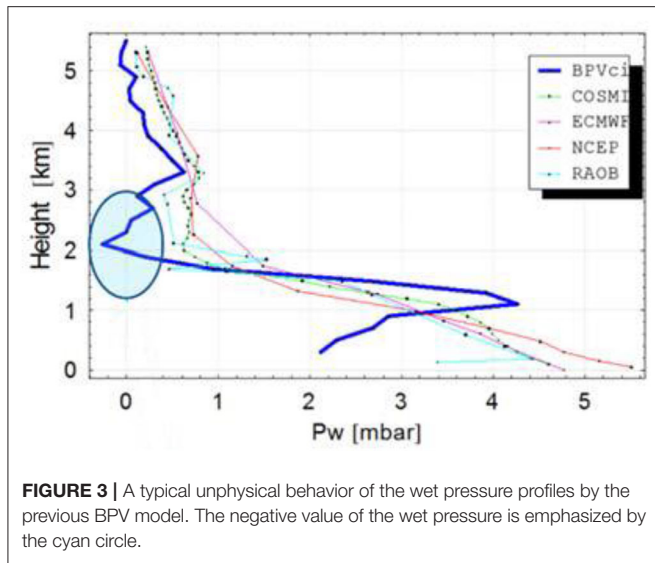 BPVci
COSMI
ECMWF
NCEP
RAOB
5
4
3
2
1
0
Height [km]
0 1 2 3 4 5
Pw [mbar]
FIGURE 3 | A typical unphysical behavior of the wet pressure profiles by the
previous BPV model. The negative value of the wet pressure is emphasized by
the cyan circle.